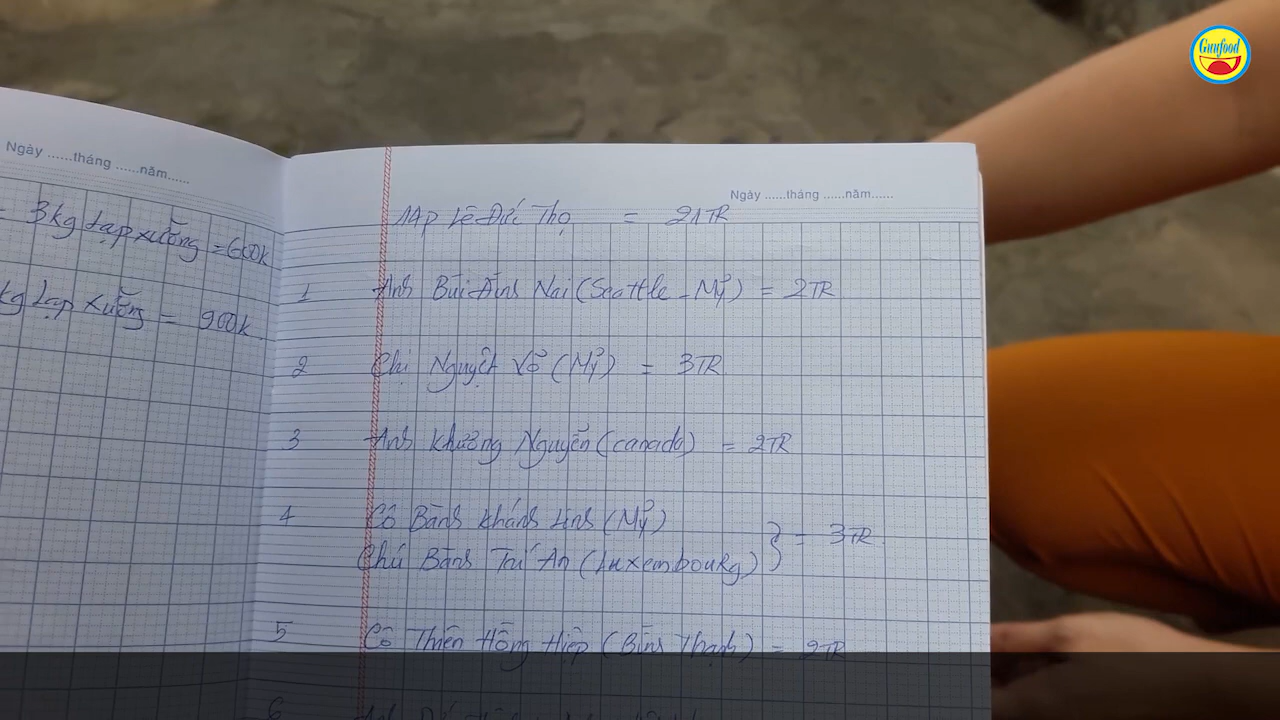 Gunfood
Ngày ......tháng ......năm......
= 3kg Lạp xưởng = 600k
kg Lạp xưởng = 900k
Ngày ......tháng ......năm......
Lê Đức Thọ = 21TR
1 Anh Bùi Đình Nai (Seattle - Mỹ) = 2TR
2 Chị Nguyệt Võ (Mỹ) = 3TR
3 Anh Khương Nguyễn (canada) = 2TR
4 Cô Bành Khánh Linh (Mỹ)
Chú Bành Trí An (Luxembourg) } = 3TR
5 Cô Thiên Hồng Hiệp (Bình Thạnh) = 2TR
6